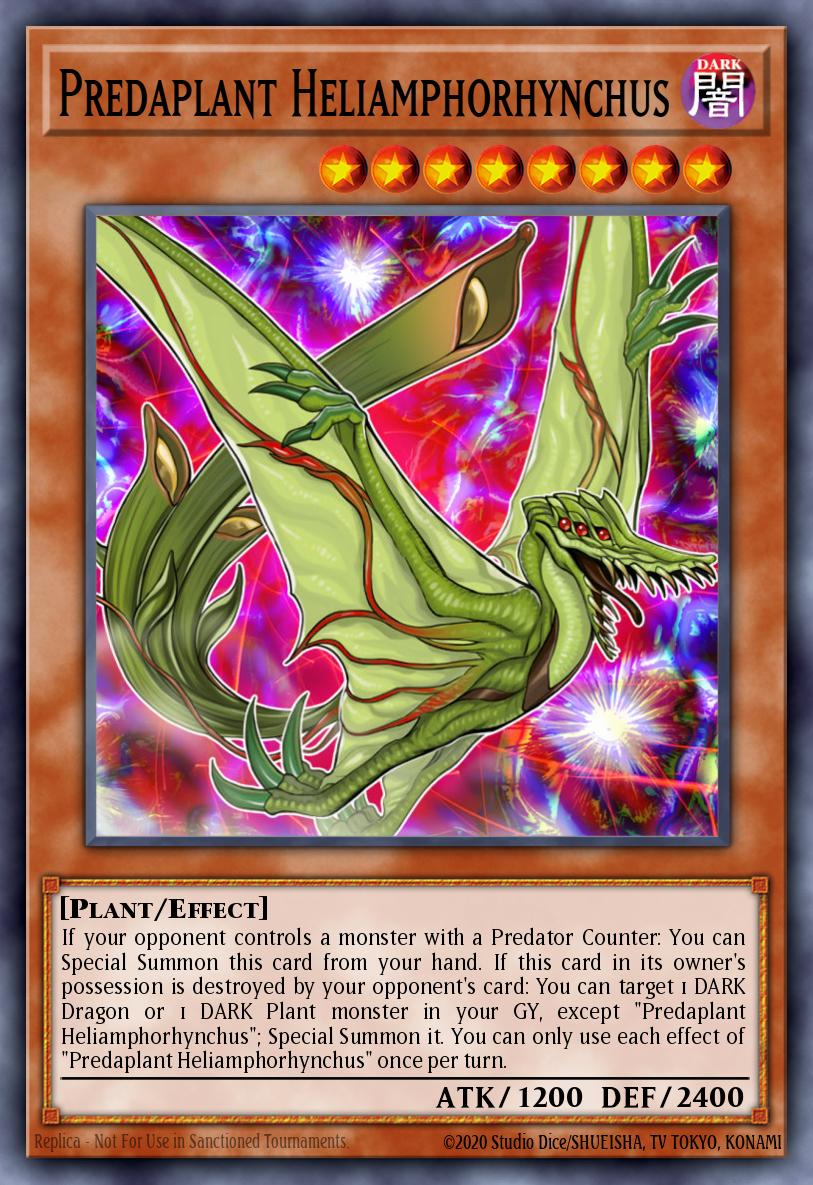 PREDAPLANT HELIAMPHORHYNCHUS
DARK
闇
[PLANT/EFFECT]
If your opponent controls a monster with a Predator Counter: You can
Special Summon this card from your hand. If this card in its owner's
possession is destroyed by your opponent's card: You can target 1 DARK
Dragon or 1 DARK Plant monster in your GY, except "Predaplant
Heliamphorhynchus"; Special Summon it. You can only use each effect of
"Predaplant Heliamphorhynchus" once per turn.
ATK/1200 DEF/2400
Replica - Not For Use in Sanctioned Tournaments.
©2020 Studio Dice/SHUEISHA, TV TOKYO, KONAMI